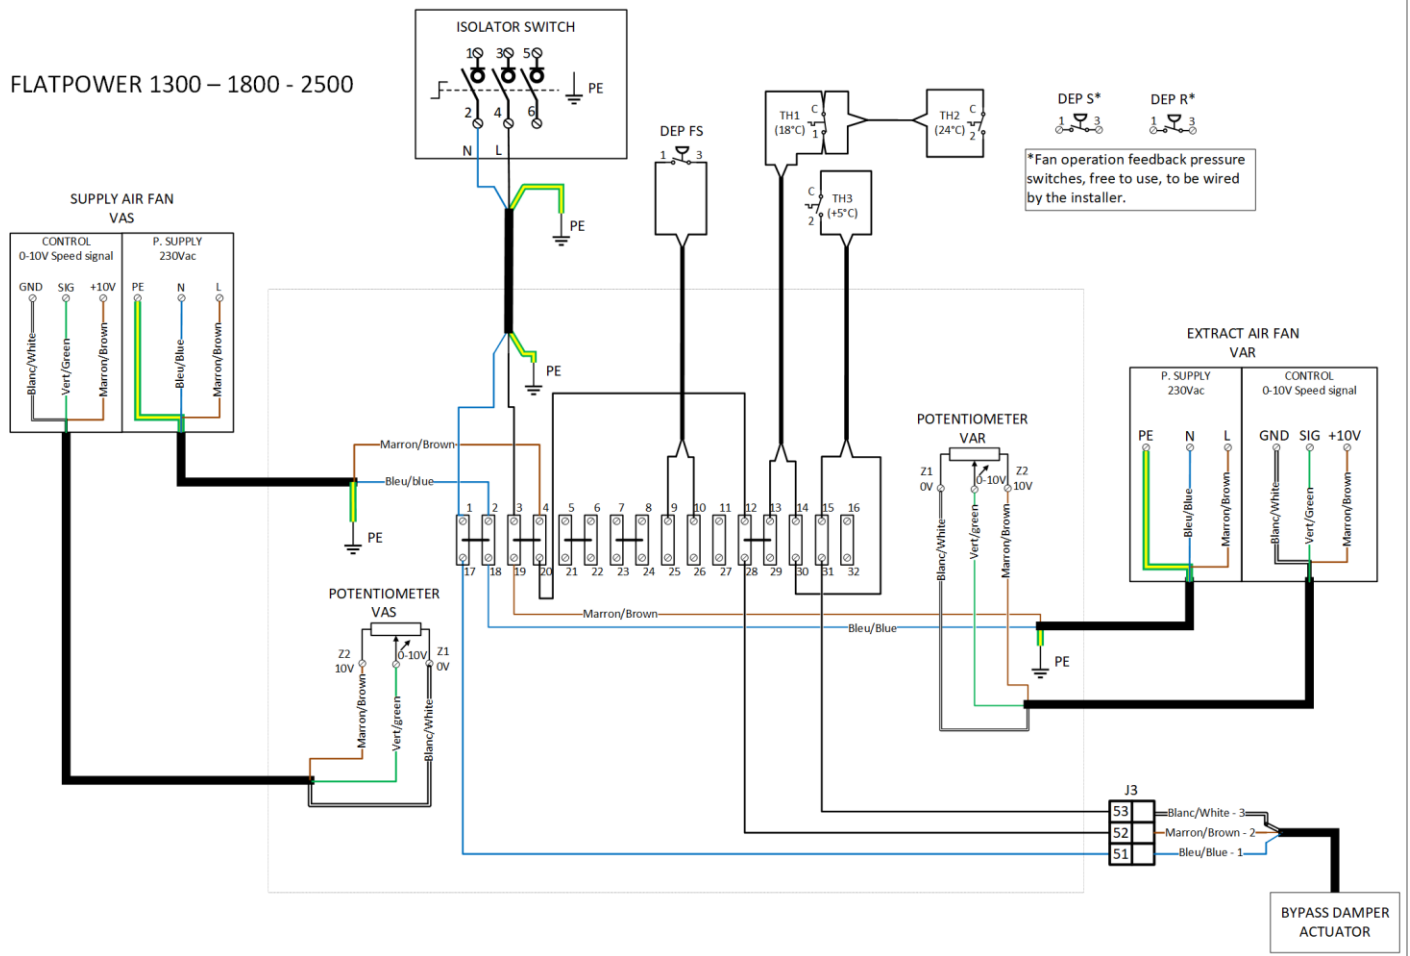 FLATPOWER 1300 – 1800 - 2500
ISOLATOR SWITCH
1 3 5
PE
2 4 6
N L
PE
PE
DEP FS
1 3
TH1
(18°C)
C
1
TH2
(24°C)
C
2
TH3
(+5°C)
C
2
DEP S*
1 3
DEP R*
1 3
*Fan operation feedback pressure
switches, free to use, to be wired
by the installer.
SUPPLY AIR FAN
VAS
CONTROL
0-10V Speed signal
P. SUPPLY
230Vac
GND SIG +10V PE N L
Blanc/White
Vert/Green
Marron/Brown
Bleu/Blue
Marron/Brown
Marron/Brown
Bleu/blue
PE
EXTRACT AIR FAN
VAR
P. SUPPLY
230Vac
CONTROL
0-10V Speed signal
PE N L GND SIG +10V
Bleu/Blue
Marron/Brown
Blanc/White
Vert/Green
Marron/Brown
POTENTIOMETER
VAR
Z1
0V
0-10V
Z2
10V
Blanc/White
Vert/green
Marron/Brown
1 2 3 4 5 6 7 8 9 10 11 12 13 14 15 16
17 18 19 20 21 22 23 24 25 26 27 28 29 30 31 32
Marron/Brown
Bleu/Blue
PE
POTENTIOMETER
VAS
Z2
10V
0-10V
Z1
0V
Marron/Brown
Vert/green
Blanc/White
J3
53 Blanc/White - 3
52 Marron/Brown - 2
51 Bleu/Blue - 1
BYPASS DAMPER
ACTUATOR